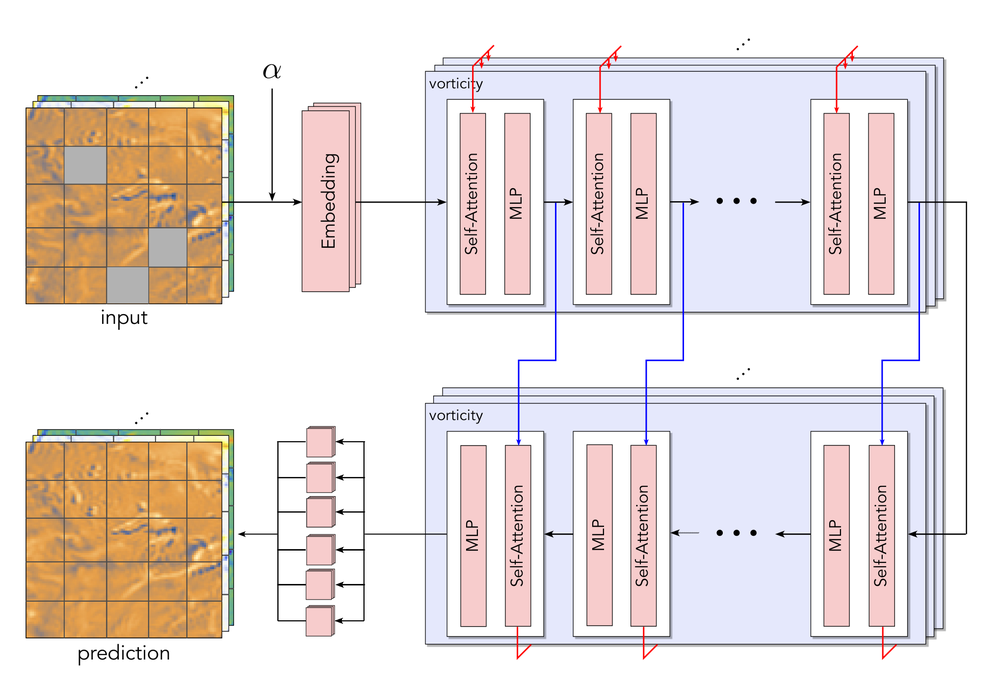 α
Embedding
input
vorticity
Self-Attention
MLP
Self-Attention
MLP
Self-Attention
MLP
vorticity
MLP
Self-Attention
MLP
Self-Attention
MLP
Self-Attention
prediction